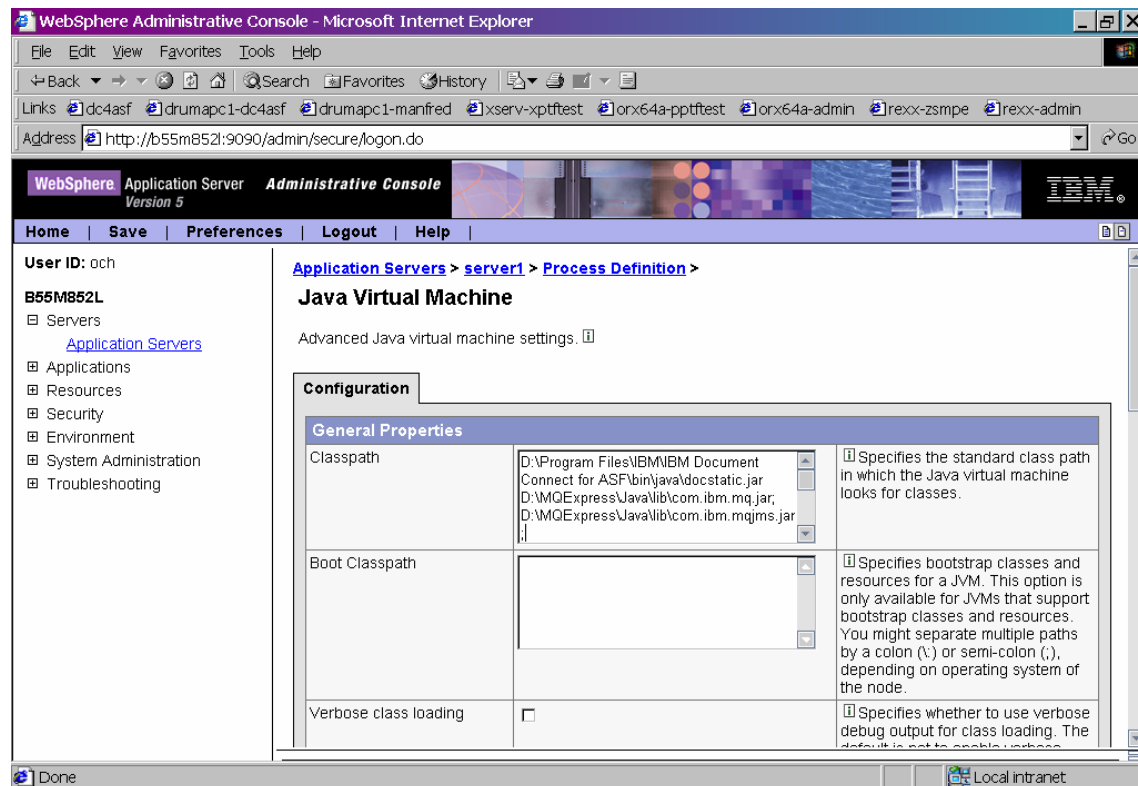 WebSphere Administrative Console - Microsoft Internet Explorer
File Edit View Favorites Tools Help
Back Search Favorites History
Links dc4asf drumapc1-dc4asf drumapc1-manfred xserv-xptftest orx64a-pptftest orx64a-admin rexx-zsmpe rexx-admin
Address http://b55m852l:9090/admin/secure/logon.do Go
WebSphere Application Server Administrative Console
Version 5
IBM
Home | Save | Preferences | Logout | Help |
User ID: och
B55M852L
Servers
Application Servers
Applications
Resources
Security
Environment
System Administration
Troubleshooting
Application Servers > server1 > Process Definition >
Java Virtual Machine
Advanced Java virtual machine settings.
Configuration
General Properties
Classpath
D:\Program Files\IBM\IBM Document
Connect for ASF\bin\java\docstatic.jar
D:\MQExpress\Java\lib\com.ibm.mq.jar;
D:\MQExpress\Java\lib\com.ibm.mqjms.jar
;
Specifies the standard class path
in which the Java virtual machine
looks for classes.
Boot Classpath
Specifies bootstrap classes and
resources for a JVM. This option is
only available for JVMs that support
bootstrap classes and resources.
You might separate multiple paths
by a colon (\:) or semi-colon (;),
depending on operating system of
the node.
Verbose class loading
Specifies whether to use verbose
debug output for class loading. The
default is not to enable verbose
Done
Local intranet